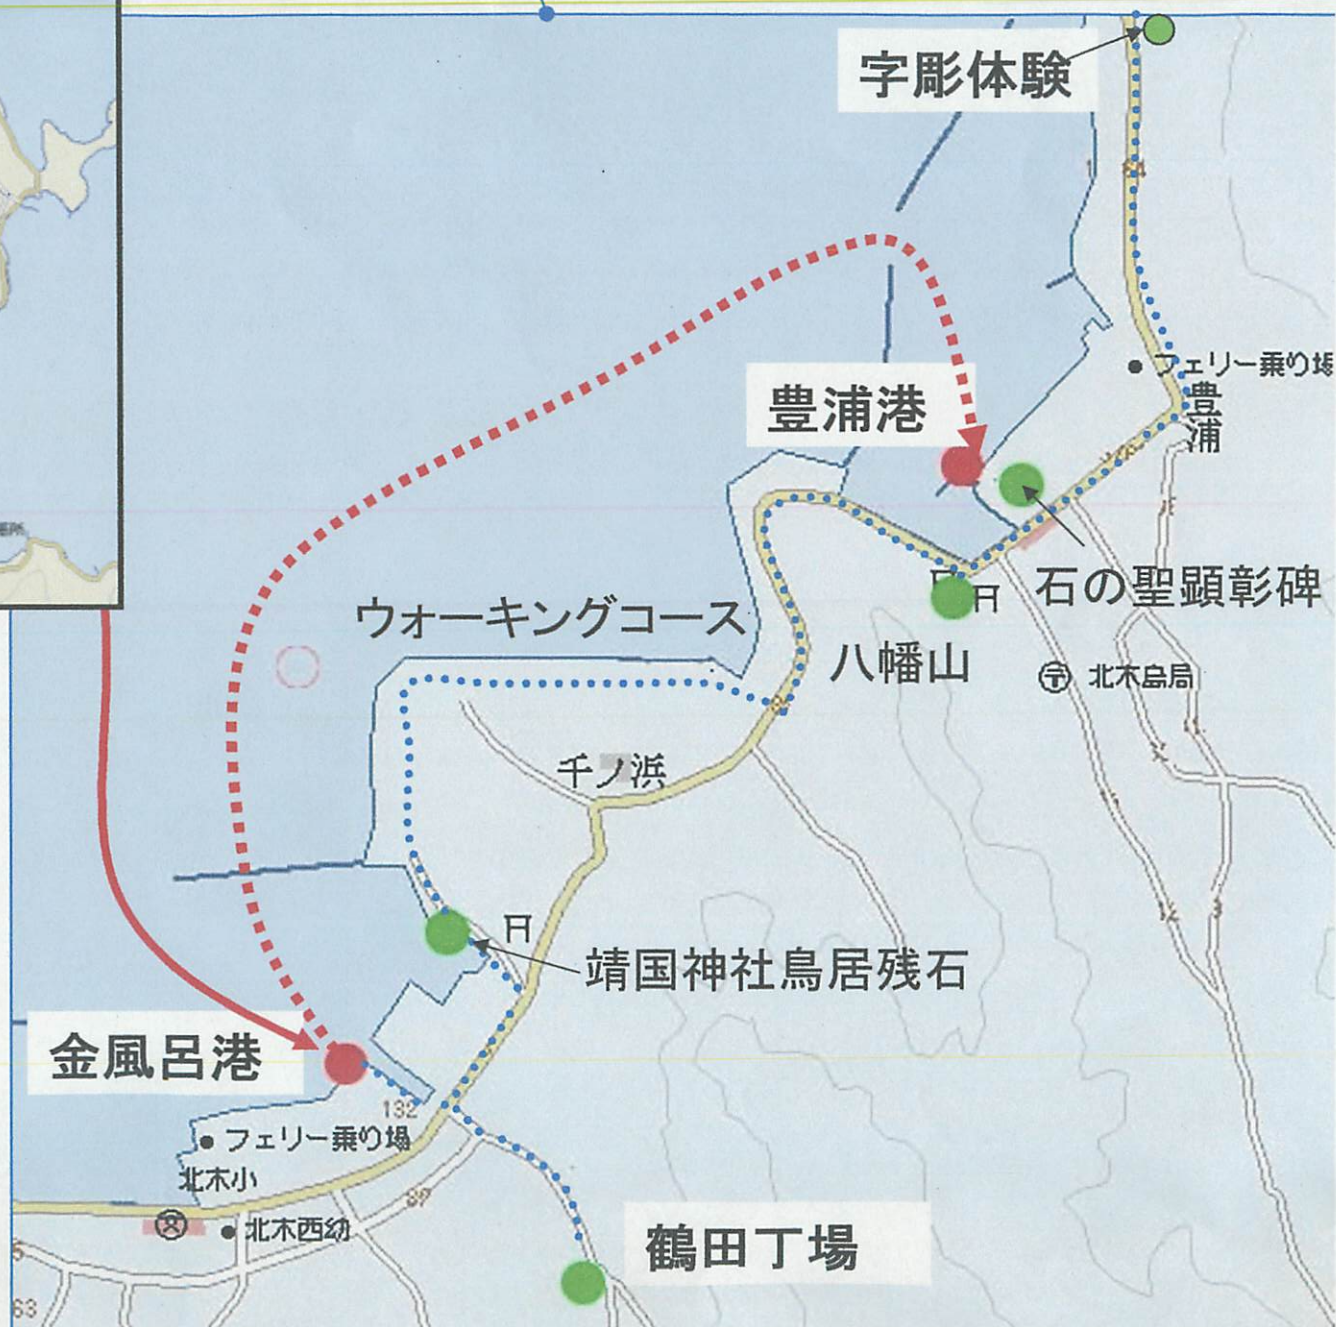 字彫体験
フェリー乗り場
豊浦
豊浦港
石の聖顕彰碑
ウォーキングコース
八幡山
北木島局
千ノ浜
靖国神社鳥居残石
金風呂港
132
フェリー乗り場
北木小
北木西幼
87
鶴田丁場
63